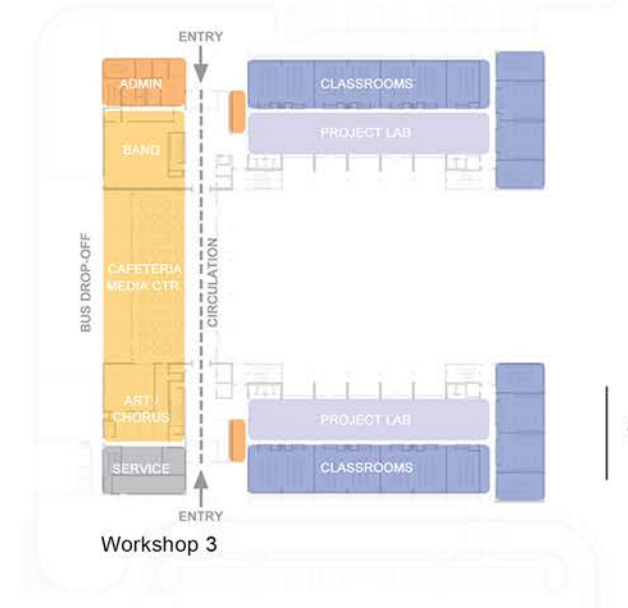 ENTRY
ADMIN
CLASSROOMS
BAND
PROJECT LAB
BUS DROP-OFF
CAFETERIA
MEDIA CTR.
CIRCULATION
ART /
CHORUS
PROJECT LAB
SERVICE
CLASSROOMS
ENTRY
Workshop 3